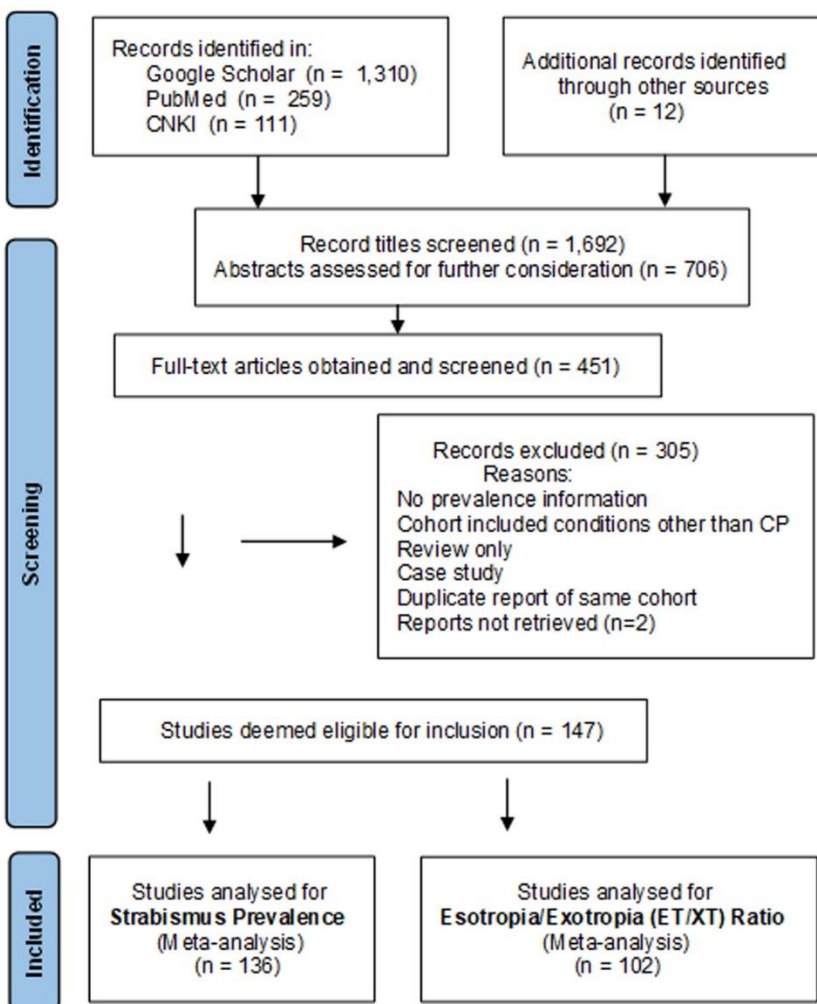 Identification
Records identified in:
Google Scholar (n = 1,310)
PubMed (n = 259)
CNKI (n = 111)
Additional records identified
through other sources
(n = 12)
Screening
Record titles screened (n = 1,692)
Abstracts assessed for further consideration (n = 706)
Full-text articles obtained and screened (n = 451)
Records excluded (n = 305)
Reasons:
No prevalence information
Cohort included conditions other than CP
Review only
Case study
Duplicate report of same cohort
Reports not retrieved (n=2)
Studies deemed eligible for inclusion (n = 147)
Included
Studies analysed for
Strabismus Prevalence
(Meta-analysis)
(n = 136)
Studies analysed for
Esotropia/Exotropia (ET/XT) Ratio
(Meta-analysis)
(n = 102)